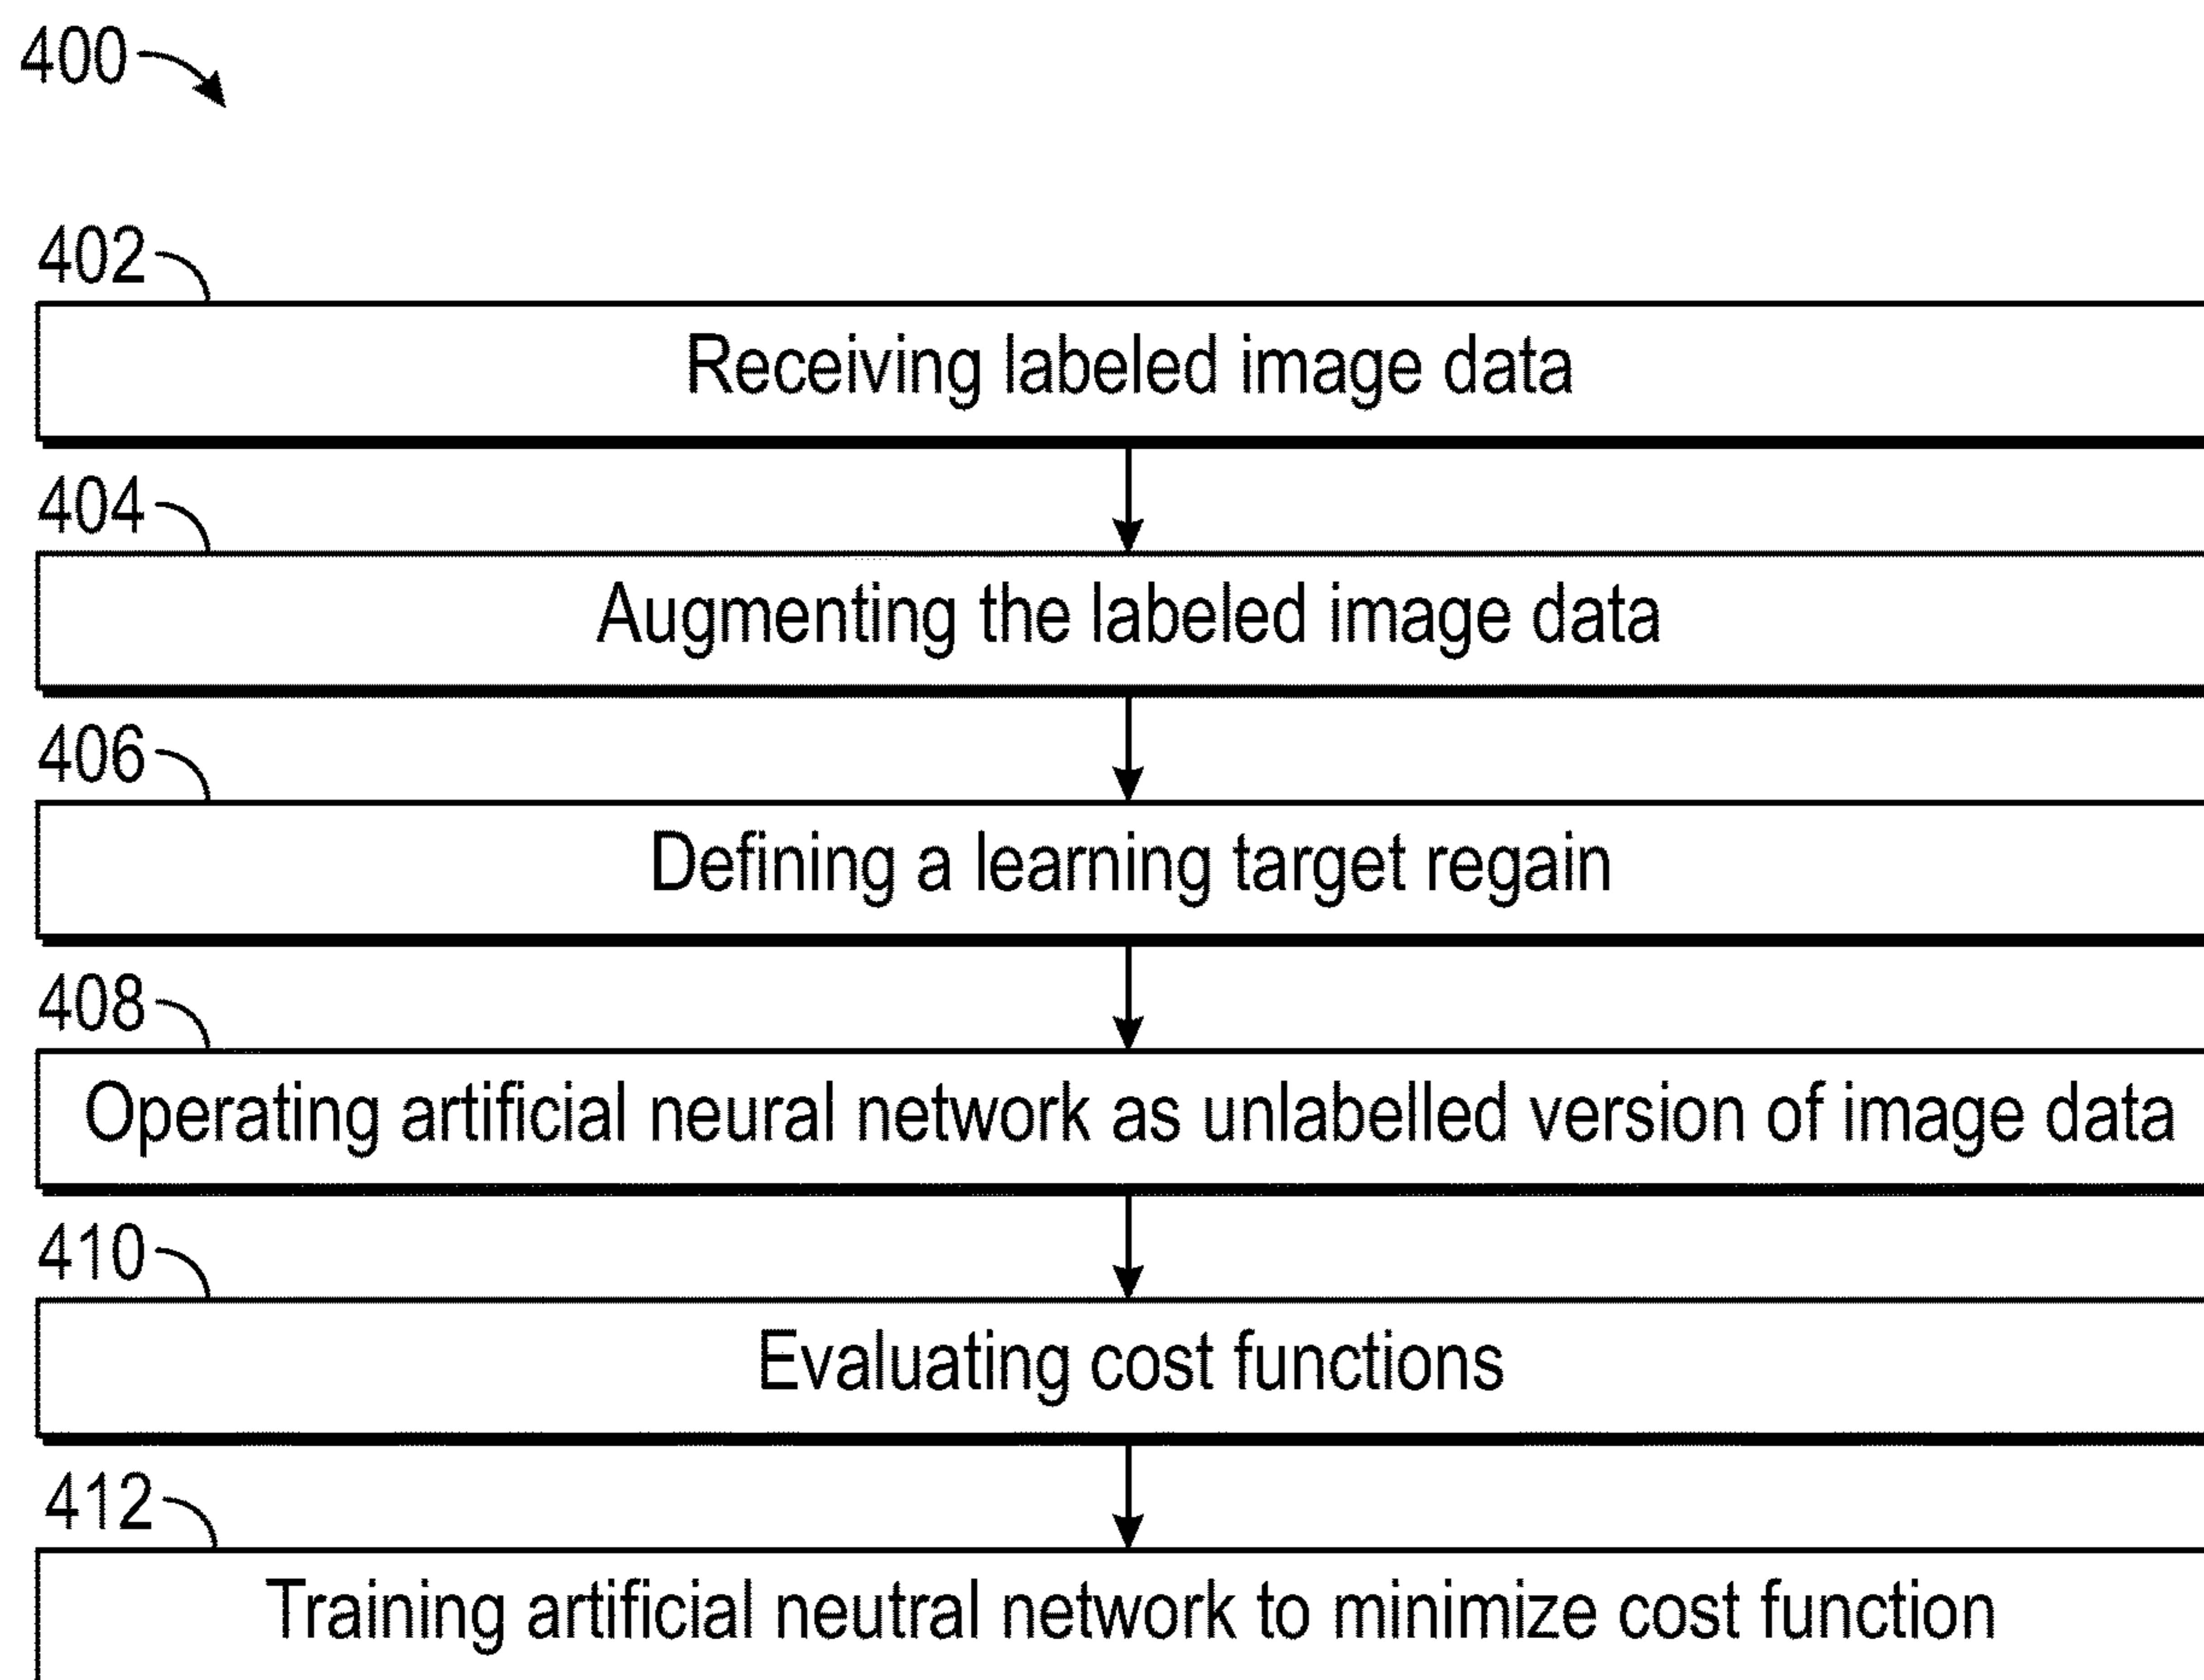 400
402
Receiving labeled image data
404
Augmenting the labeled image data
406
Defining a learning target regain
408
Operating artificial neural network as unlabelled version of image data
410
Evaluating cost functions
412
Training artificial neutral network to minimize cost function